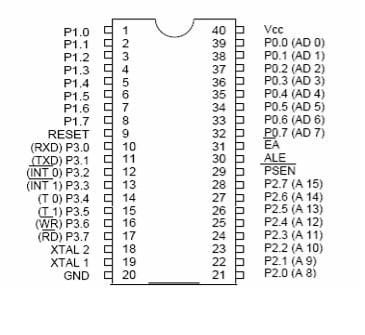 P1.0 1 40 Vcc
P1.1 2 39 P0.0 (AD 0)
P1.2 3 38 P0.1 (AD 1)
P1.3 4 37 P0.2 (AD 2)
P1.4 5 36 P0.3 (AD 3)
P1.5 6 35 P0.4 (AD 4)
P1.6 7 34 P0.5 (AD 5)
P1.7 8 33 P0.6 (AD 6)
RESET 9 32 P0.7 (AD 7)
(RXD) P3.0 10 31 EA
(TXD) P3.1 11 30 ALE
(INT 0) P3.2 12 29 PSEN
(INT 1) P3.3 13 28 P2.7 (A 15)
(T 0) P3.4 14 27 P2.6 (A 14)
(T 1) P3.5 15 26 P2.5 (A 13)
(WR) P3.6 16 25 P2.4 (A 12)
(RD) P3.7 17 24 P2.3 (A 11)
XTAL 2 18 23 P2.2 (A 10)
XTAL 1 19 22 P2.1 (A 9)
GND 20 21 P2.0 (A 8)